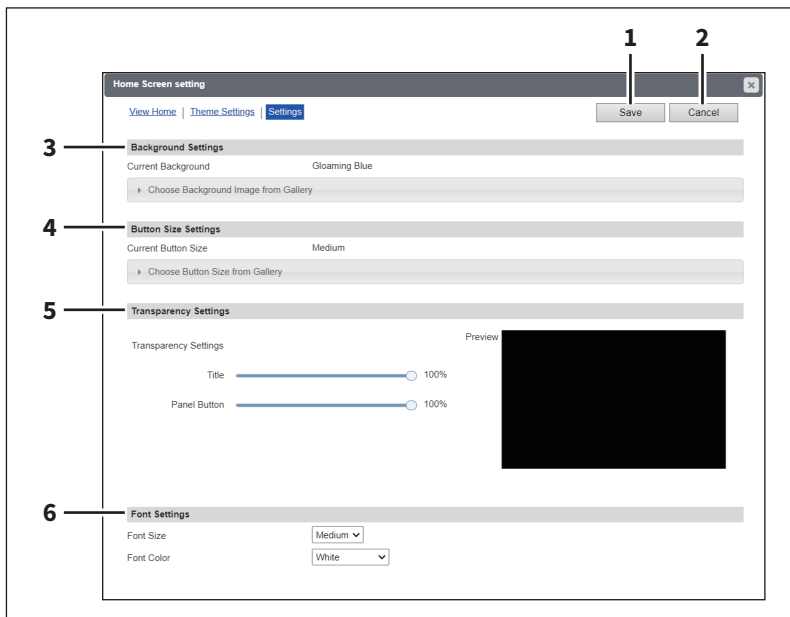 1 2
Home Screen setting
View Home | Theme Settings | Settings Save Cancel
3 Background Settings
Current Background Gloaming Blue
Choose Background Image from Gallery
4 Button Size Settings
Current Button Size Medium
Choose Button Size from Gallery
5 Transparency Settings
Preview
Transparency Settings
Title 100%
Panel Button 100%
6 Font Settings
Font Size Medium
Font Color White